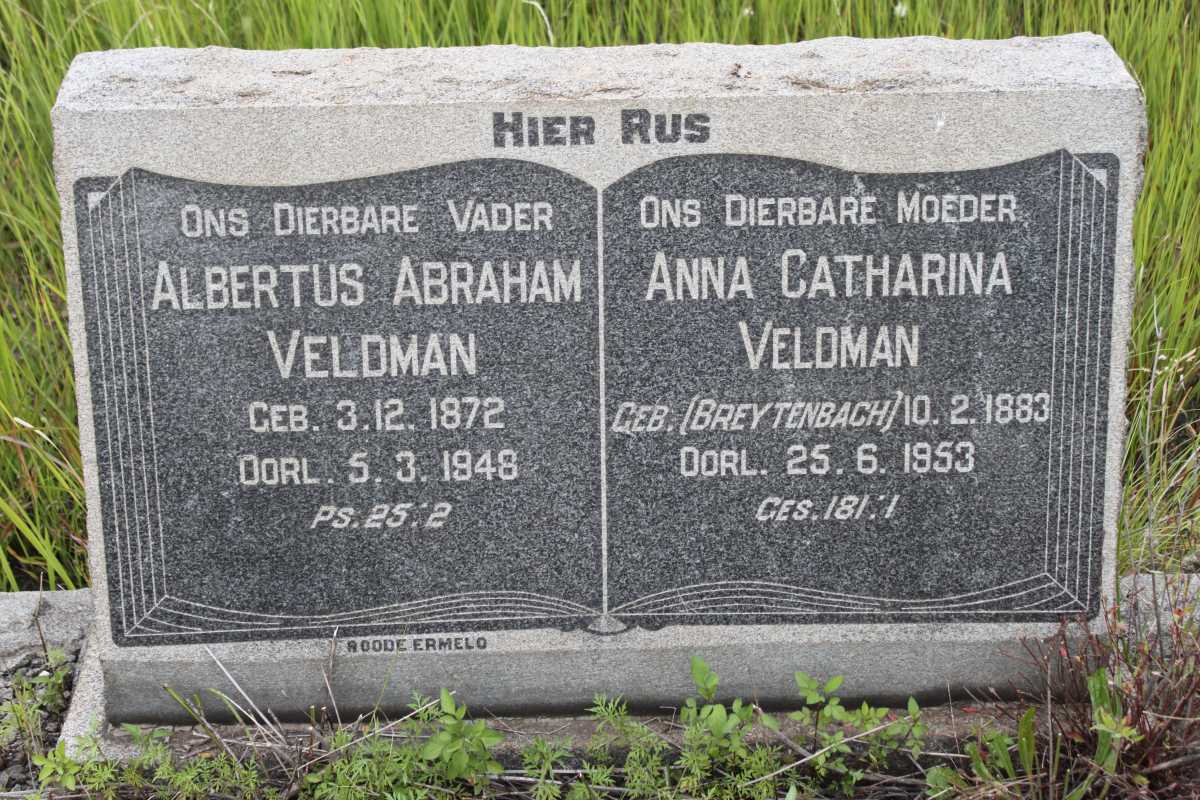 HIER RUS
ONS DIERBARE VADER
ALBERTUS ABRAHAM
VELDMAN
GEB. 3.12. 1872
OORL. 5. 3. 1948
PS. 25:2
ONS DIERBARE MOEDER
ANNA CATHARINA
VELDMAN
GEB. (BREYTENBACH) 10. 2. 1883
OORL. 25. 6. 1953
GES. 181:1
ROODE ERMELO